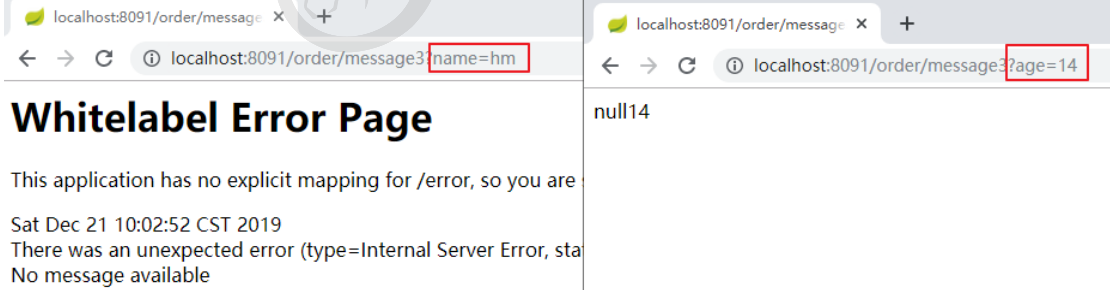 localhost:8091/order/message
localhost:8091/order/message3?name=hm
Whitelabel Error Page
This application has no explicit mapping for /error, so you are
Sat Dec 21 10:02:52 CST 2019
There was an unexpected error (type=Internal Server Error, sta
No message available
localhost:8091/order/message
localhost:8091/order/message3?age=14
null14